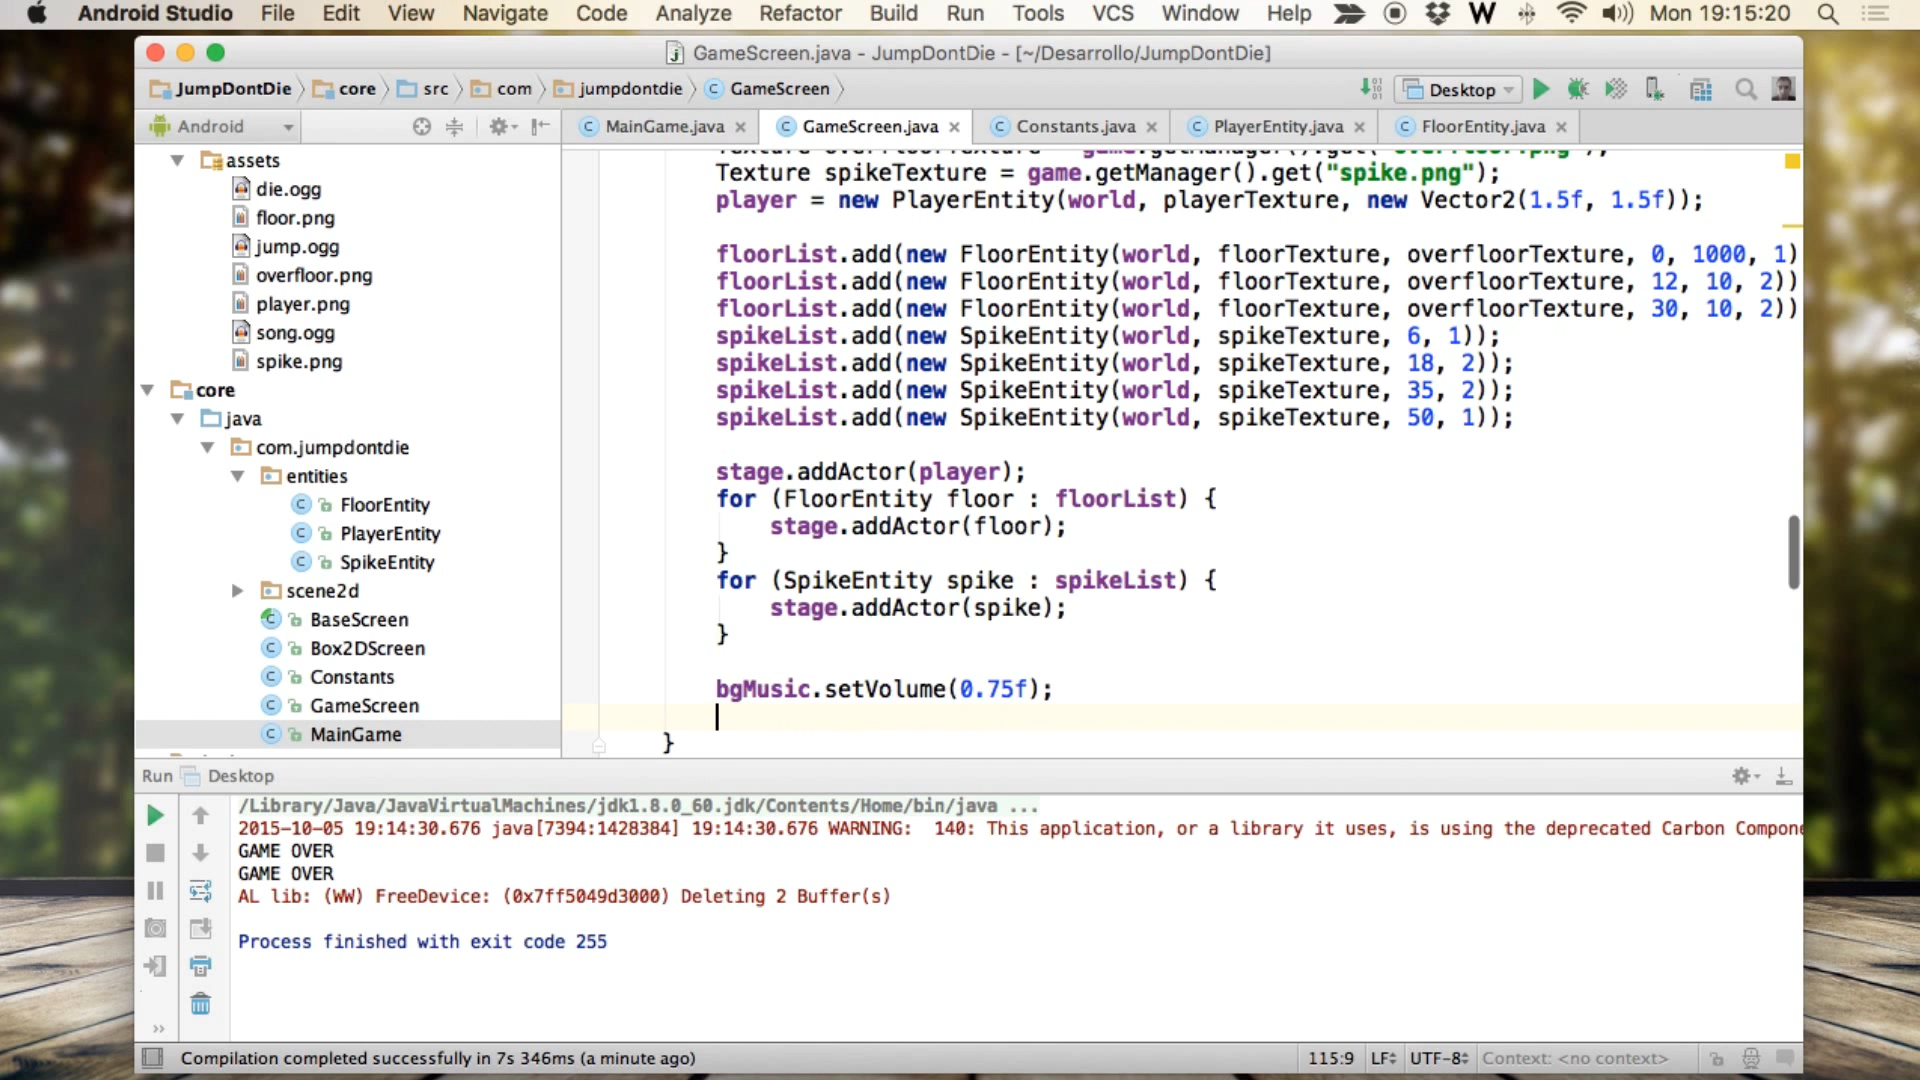 Android Studio File Edit View Navigate Code Analyze Refactor Build Run Tools VCS Window Help W Mon 19:15:20
GameScreen.java - JumpDontDie - [~/Desarrollo/JumpDontDie]
JumpDontDie core src com jumpdontdie GameScreen Desktop
Android MainGame.java GameScreen.java Constants.java PlayerEntity.java FloorEntity.java
assets
die.ogg
floor.png
jump.ogg
overfloor.png
player.png
song.ogg
spike.png
core
java
com.jumpdontdie
entities
FloorEntity
PlayerEntity
SpikeEntity
scene2d
BaseScreen
Box2DScreen
Constants
GameScreen
MainGame
Texture overfloorTexture = game.getManager().get("overfloor.png");
Texture spikeTexture = game.getManager().get("spike.png");
player = new PlayerEntity(world, playerTexture, new Vector2(1.5f, 1.5f));
floorList.add(new FloorEntity(world, floorTexture, overfloorTexture, 0, 1000, 1)
floorList.add(new FloorEntity(world, floorTexture, overfloorTexture, 12, 10, 2))
floorList.add(new FloorEntity(world, floorTexture, overfloorTexture, 30, 10, 2))
spikeList.add(new SpikeEntity(world, spikeTexture, 6, 1));
spikeList.add(new SpikeEntity(world, spikeTexture, 18, 2));
spikeList.add(new SpikeEntity(world, spikeTexture, 35, 2));
spikeList.add(new SpikeEntity(world, spikeTexture, 50, 1));
stage.addActor(player);
for (FloorEntity floor : floorList) {
stage.addActor(floor);
}
for (SpikeEntity spike : spikeList) {
stage.addActor(spike);
}
bgMusic.setVolume(0.75f);
}
Run Desktop
/Library/Java/JavaVirtualMachines/jdk1.8.0_60.jdk/Contents/Home/bin/java ...
2015-10-05 19:14:30.676 java[7394:1428384] 19:14:30.676 WARNING: 140: This application, or a library it uses, is using the deprecated Carbon Compone
GAME OVER
GAME OVER
AL lib: (WW) FreeDevice: (0x7ff5049d3000) Deleting 2 Buffer(s)
Process finished with exit code 255
Compilation completed successfully in 7s 346ms (a minute ago) 115:9 LF UTF-8 Context: <no context>